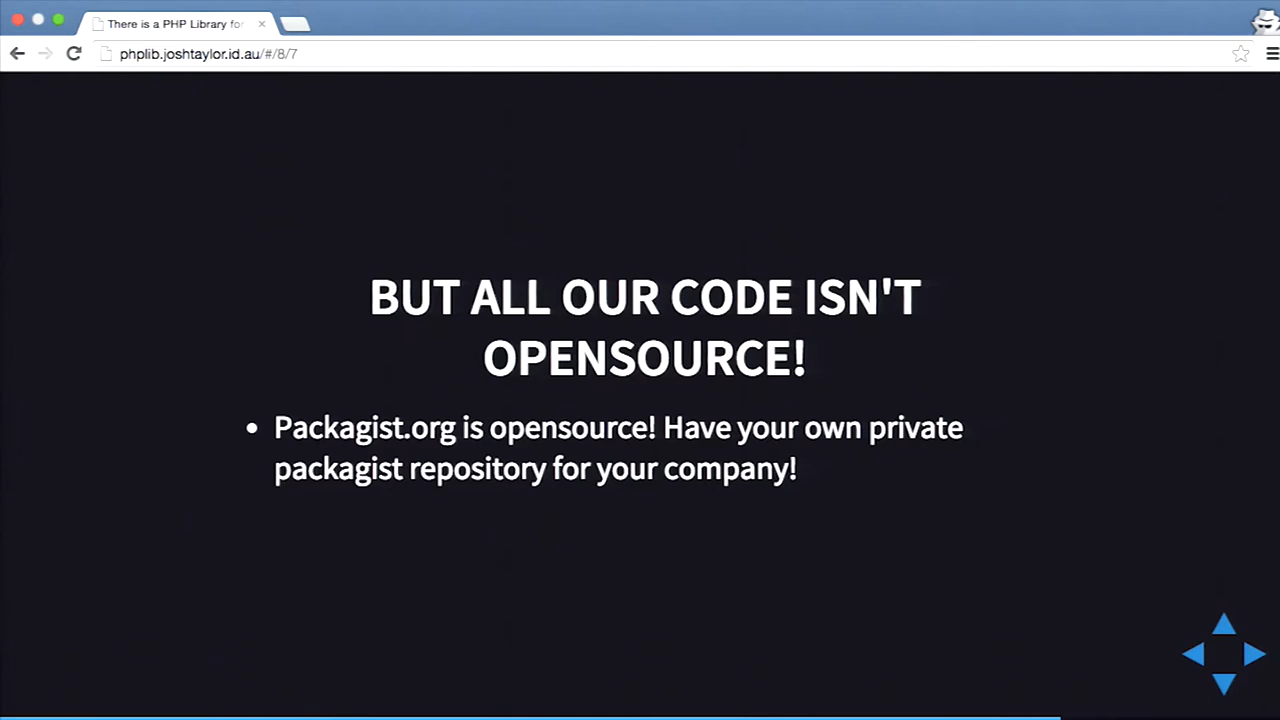 There is a PHP Library for
phplib.joshtaylor.id.au/#/8/7
BUT ALL OUR CODE ISN'T
OPENSOURCE!
• Packagist.org is opensource! Have your own private
packagist repository for your company!